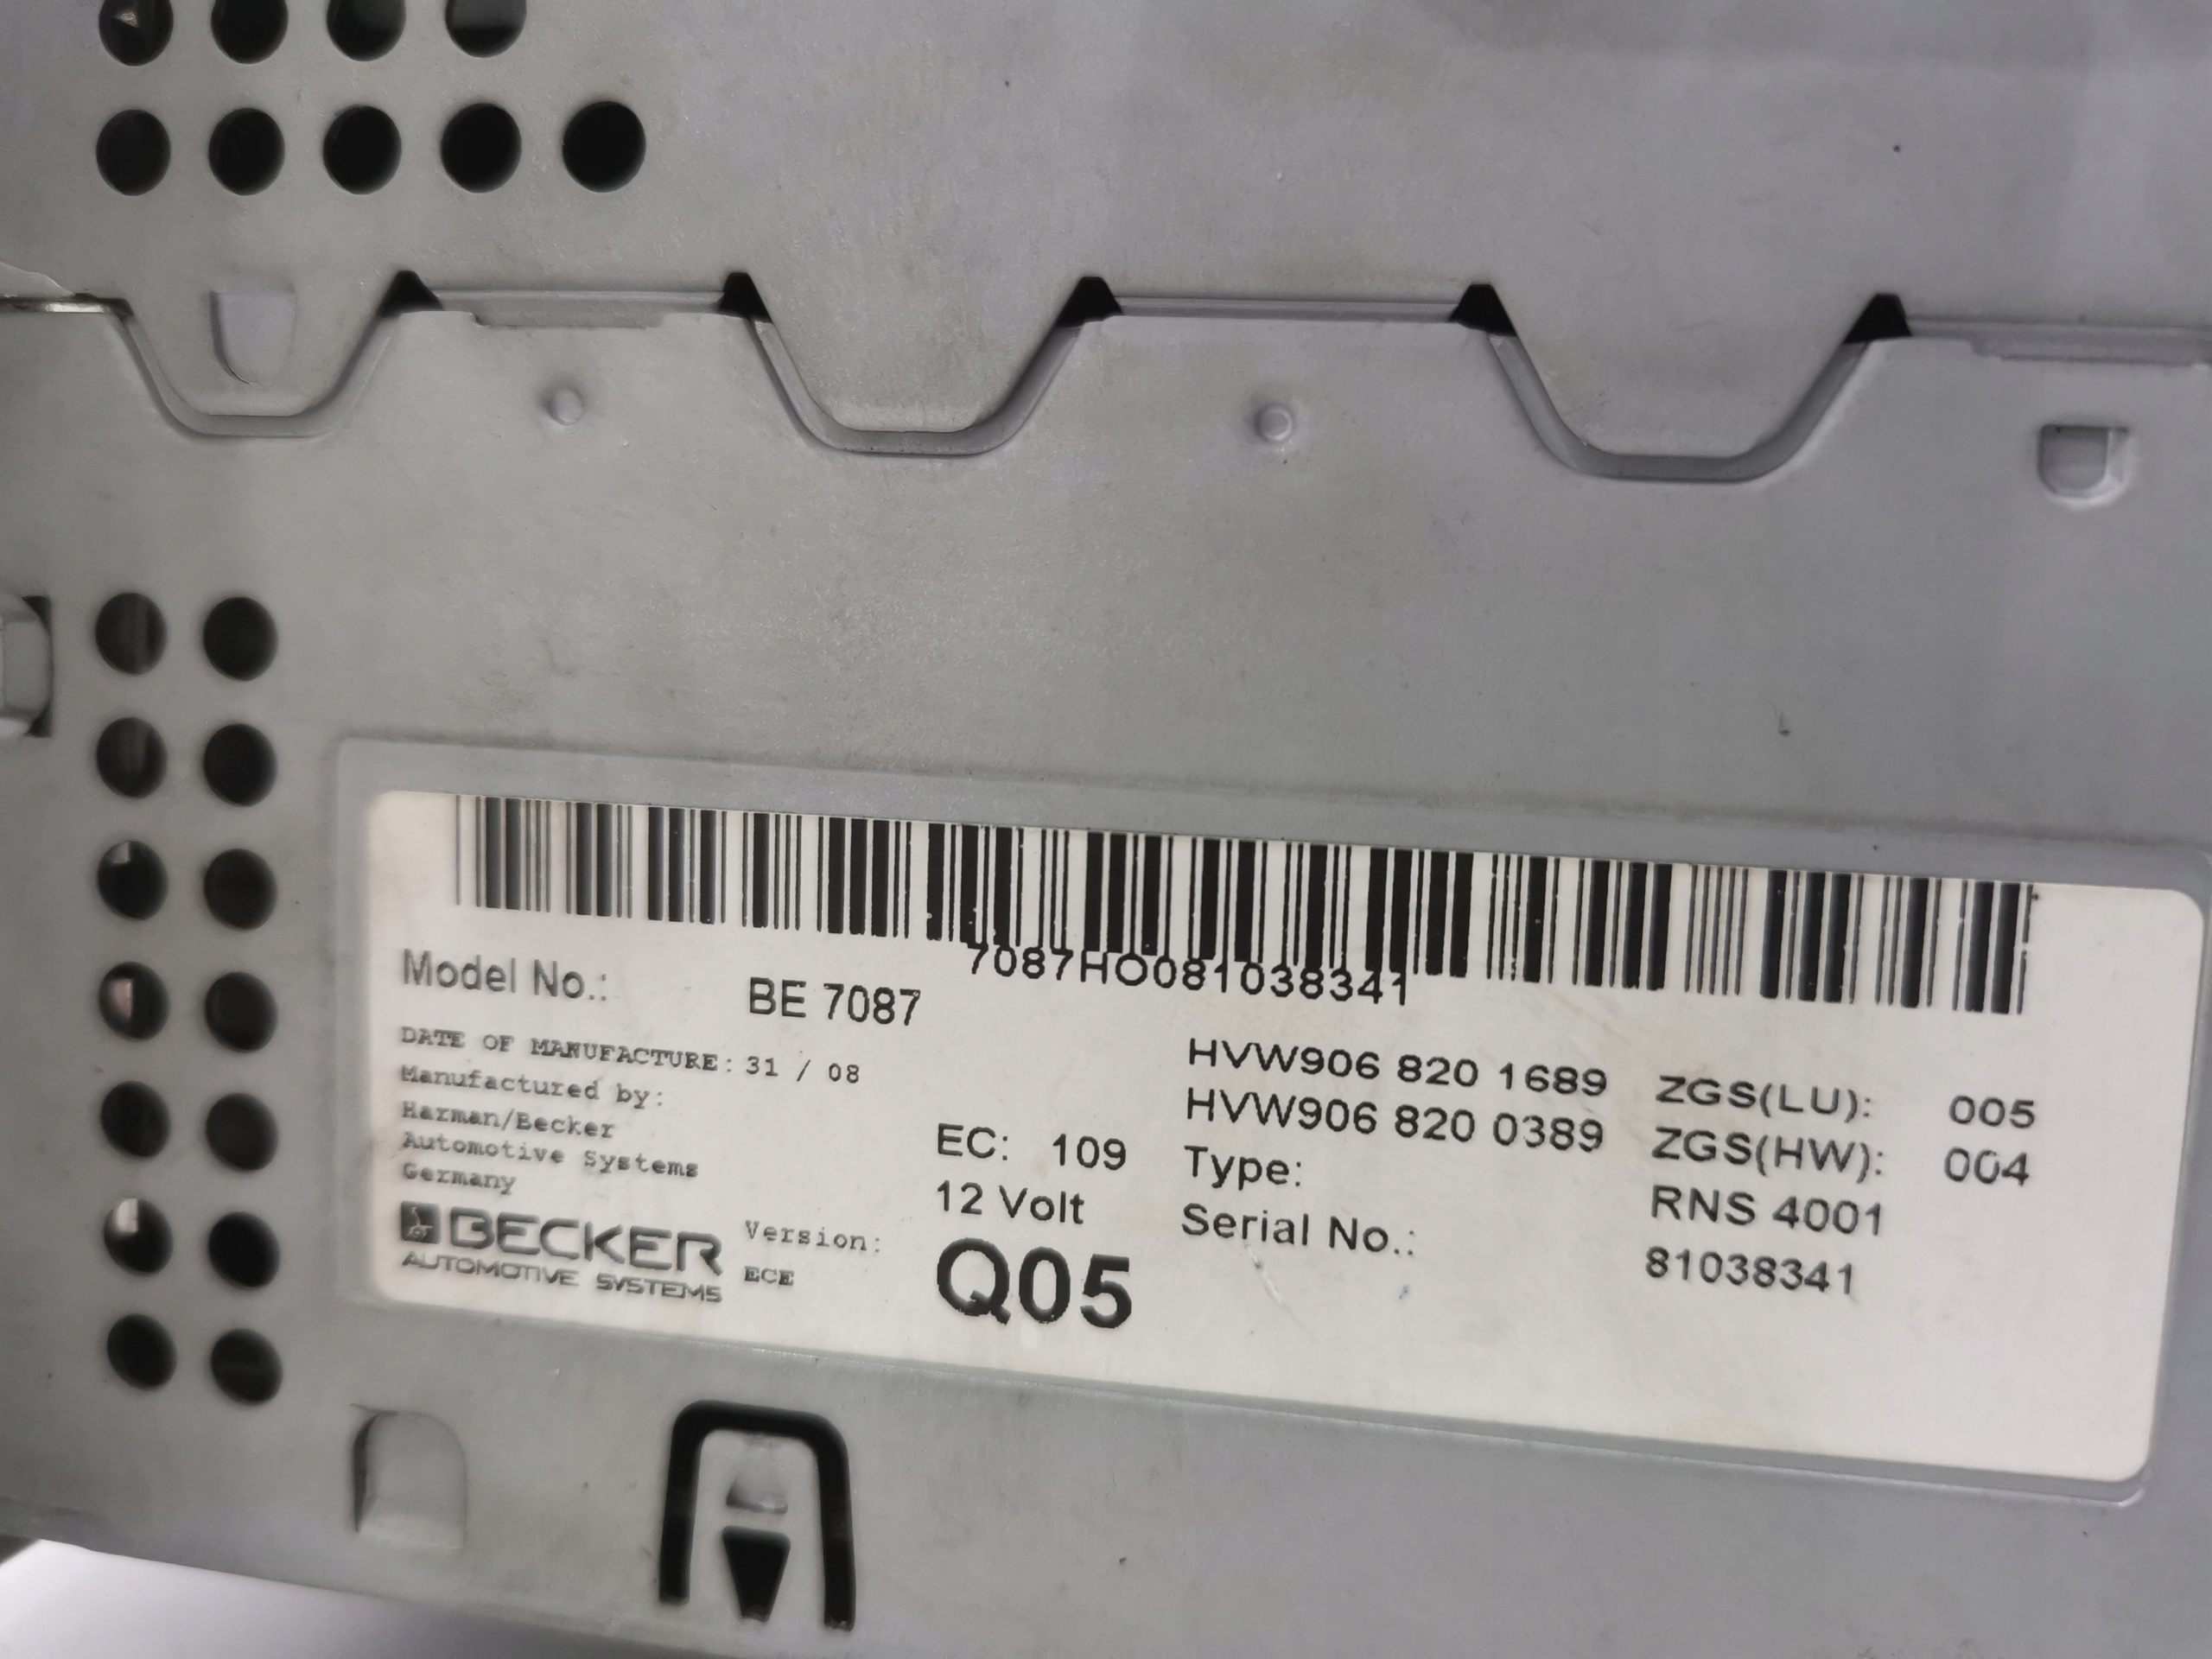 7087HO081038341
Model No.: BE 7087
DATE OF MANUFACTURE: 31 / 08
Manufactured by:
Harman/Becker
Automotive Systems
Germany
BECKER
AUTOMOTIVE SYSTEMS
Version:
ECE
EC: 109
12 Volt
Q05
HVW906 820 1689 ZGS(LU): 005
HVW906 820 0389 ZGS(HW): 004
Type: RNS 4001
Serial No.: 81038341